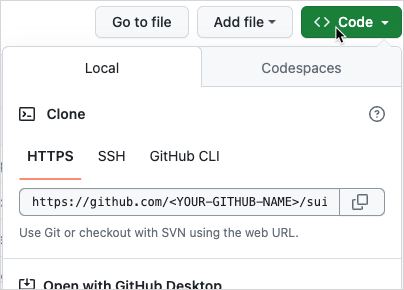 Go to file
Add file
Code
Local
Codespaces
Clone
HTTPS
SSH
GitHub CLI
https://github.com/<YOUR-GITHUB-NAME>/sui
Use Git or checkout with SVN using the web URL.
Open with GitHub Desktop